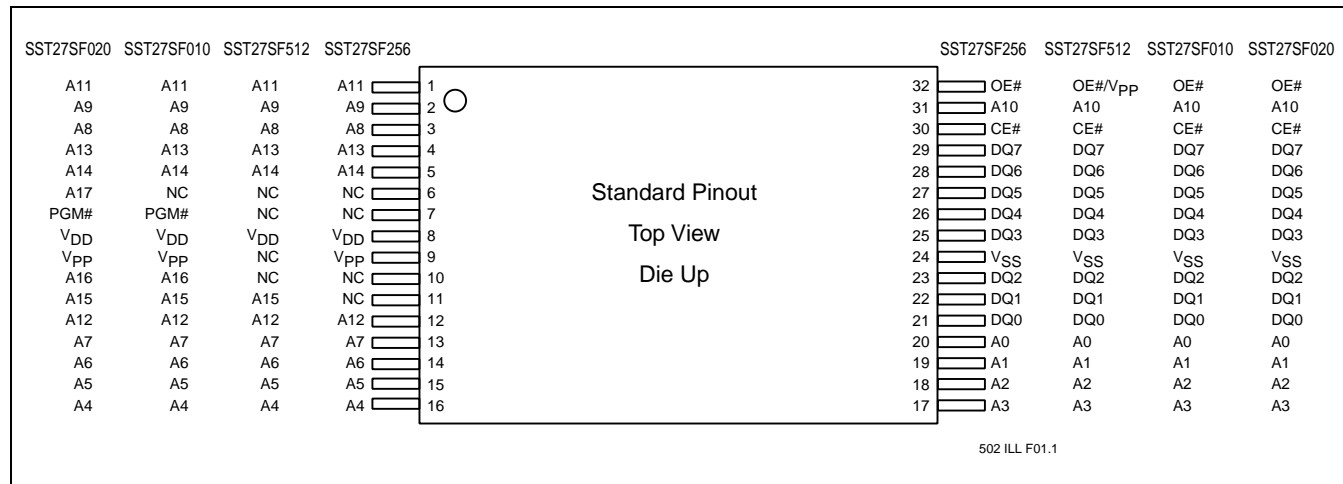 SST27SF020 SST27SF010 SST27SF512 SST27SF256 SST27SF256 SST27SF512 SST27SF010 SST27SF020
A11 A11 A11 A11 1 32 OE# OE#/VPP OE# OE#
A9 A9 A9 A9 2 31 A10 A10 A10 A10
A8 A8 A8 A8 3 30 CE# CE# CE# CE#
A13 A13 A13 A13 4 29 DQ7 DQ7 DQ7 DQ7
A14 A14 A14 A14 5 28 DQ6 DQ6 DQ6 DQ6
A17 NC NC NC 6 Standard Pinout 27 DQ5 DQ5 DQ5 DQ5
PGM# PGM# NC NC 7 26 DQ4 DQ4 DQ4 DQ4
VDD VDD VDD VDD 8 Top View 25 DQ3 DQ3 DQ3 DQ3
VPP VPP NC VPP 9 24 VSS VSS VSS VSS
A16 A16 NC NC 10 Die Up 23 DQ2 DQ2 DQ2 DQ2
A15 A15 A15 NC 11 22 DQ1 DQ1 DQ1 DQ1
A12 A12 A12 A12 12 21 DQ0 DQ0 DQ0 DQ0
A7 A7 A7 A7 13 20 A0 A0 A0 A0
A6 A6 A6 A6 14 19 A1 A1 A1 A1
A5 A5 A5 A5 15 18 A2 A2 A2 A2
A4 A4 A4 A4 16 17 A3 A3 A3 A3
502 ILL F01.1